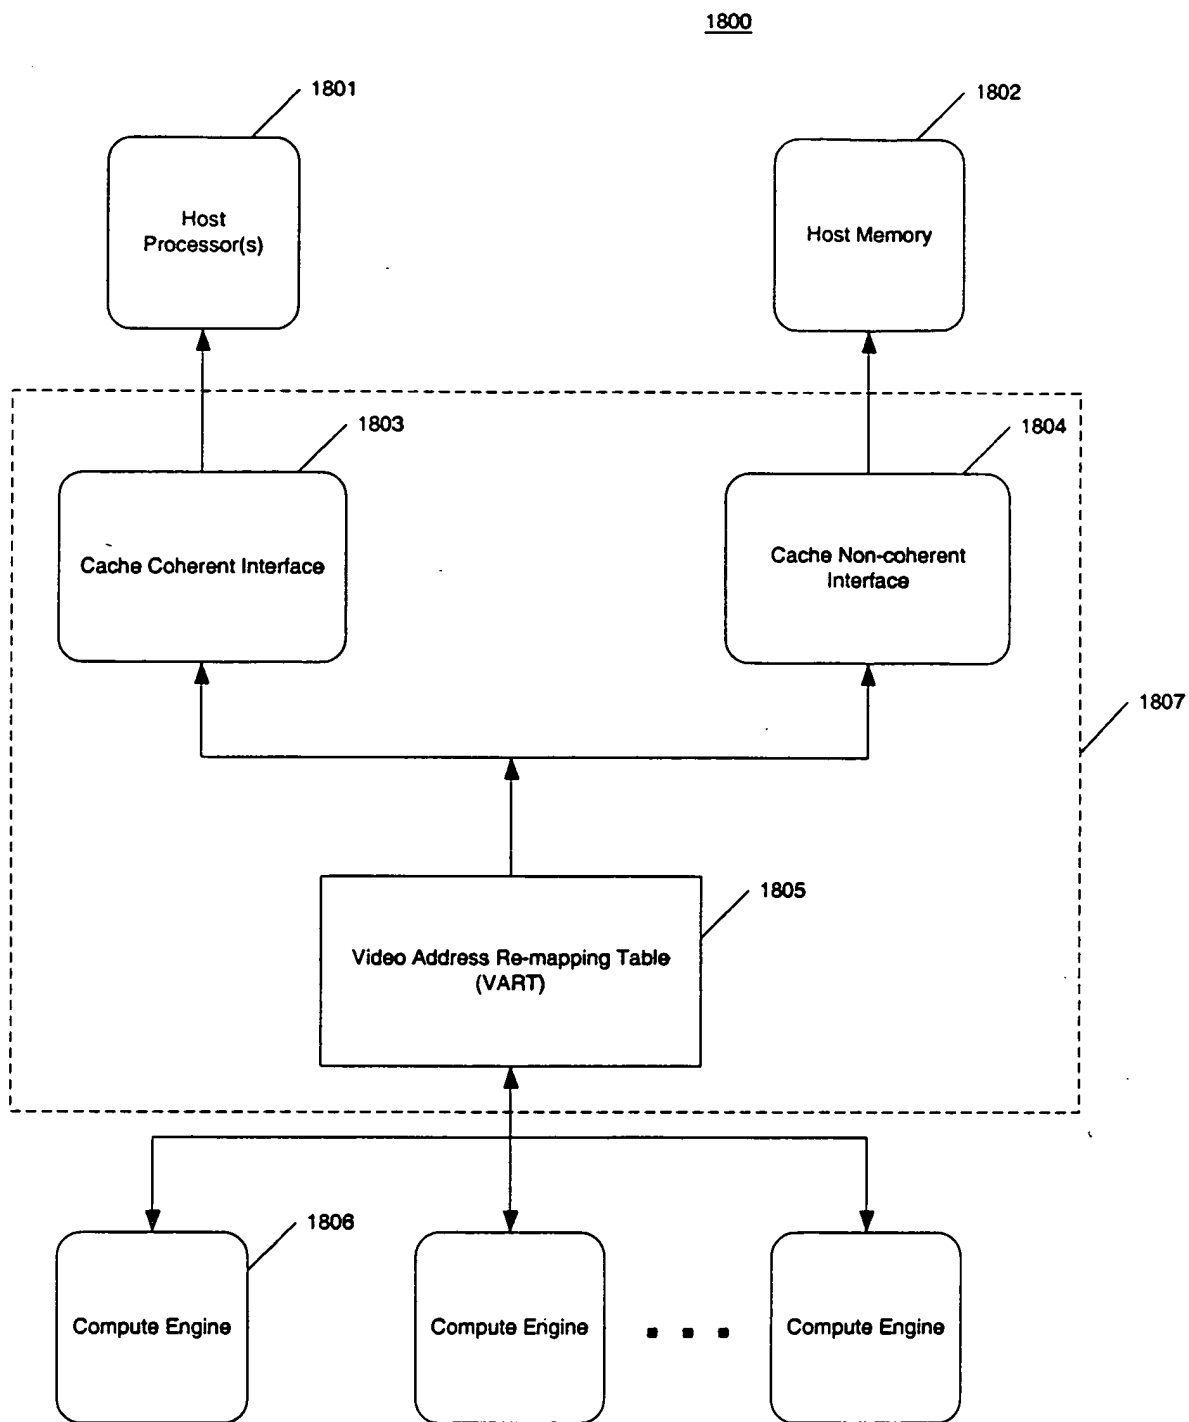 1800
1801
1802
Host
Processor(s)
Host Memory
1803
1804
Cache Coherent Interface
Cache Non-coherent
Interface
1807
1805
Video Address Re-mapping Table
(VART)
1806
Compute Engine
Compute Engine
Compute Engine